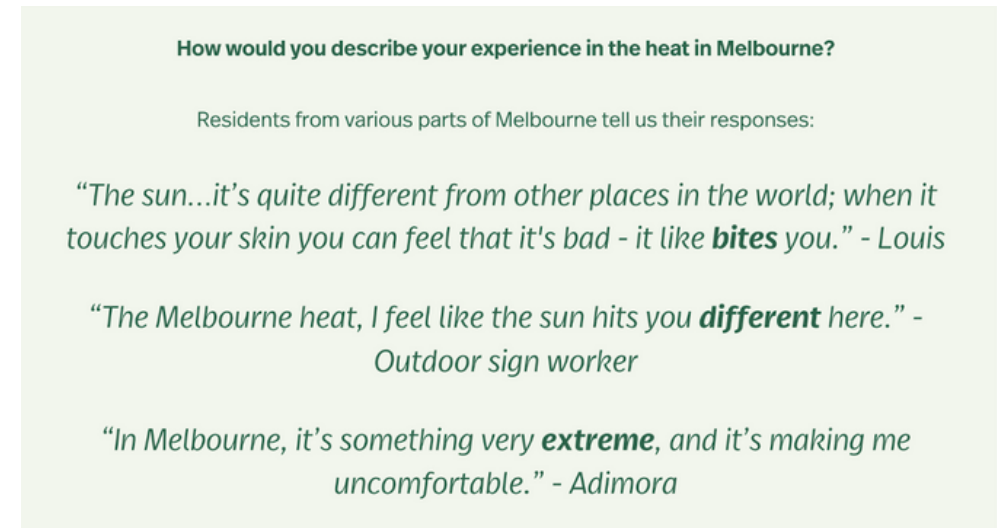 How would you describe your experience in the heat in Melbourne?
Residents from various parts of Melbourne tell us their responses:
“The sun...it’s quite different from other places in the world; when it
touches your skin you can feel that it's bad - it like bites you.” - Louis
“The Melbourne heat, I feel like the sun hits you different here.” -
Outdoor sign worker
“In Melbourne, it’s something very extreme, and it’s making me
uncomfortable.” - Adimora